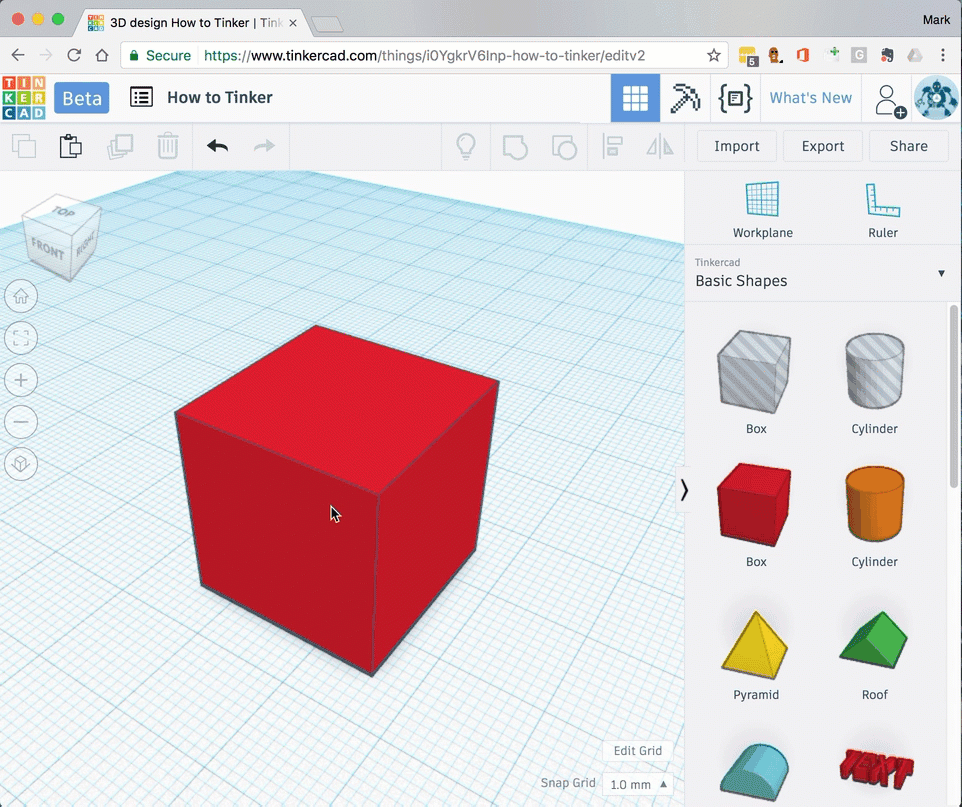 3D design How to Tinker | Tink
Mark
Secure https://www.tinkercad.com/things/i0YgkrV6Inp-how-to-tinker/editv2
5
G
TIN
KER
CAD
Beta
How to Tinker
What's New
Import
Export
Share
TOP
FRONT
RIGHT
Workplane
Ruler
Tinkercad
Basic Shapes
Box
Cylinder
Box
Cylinder
Pyramid
Roof
TEXT
Edit Grid
Snap Grid
1.0 mm